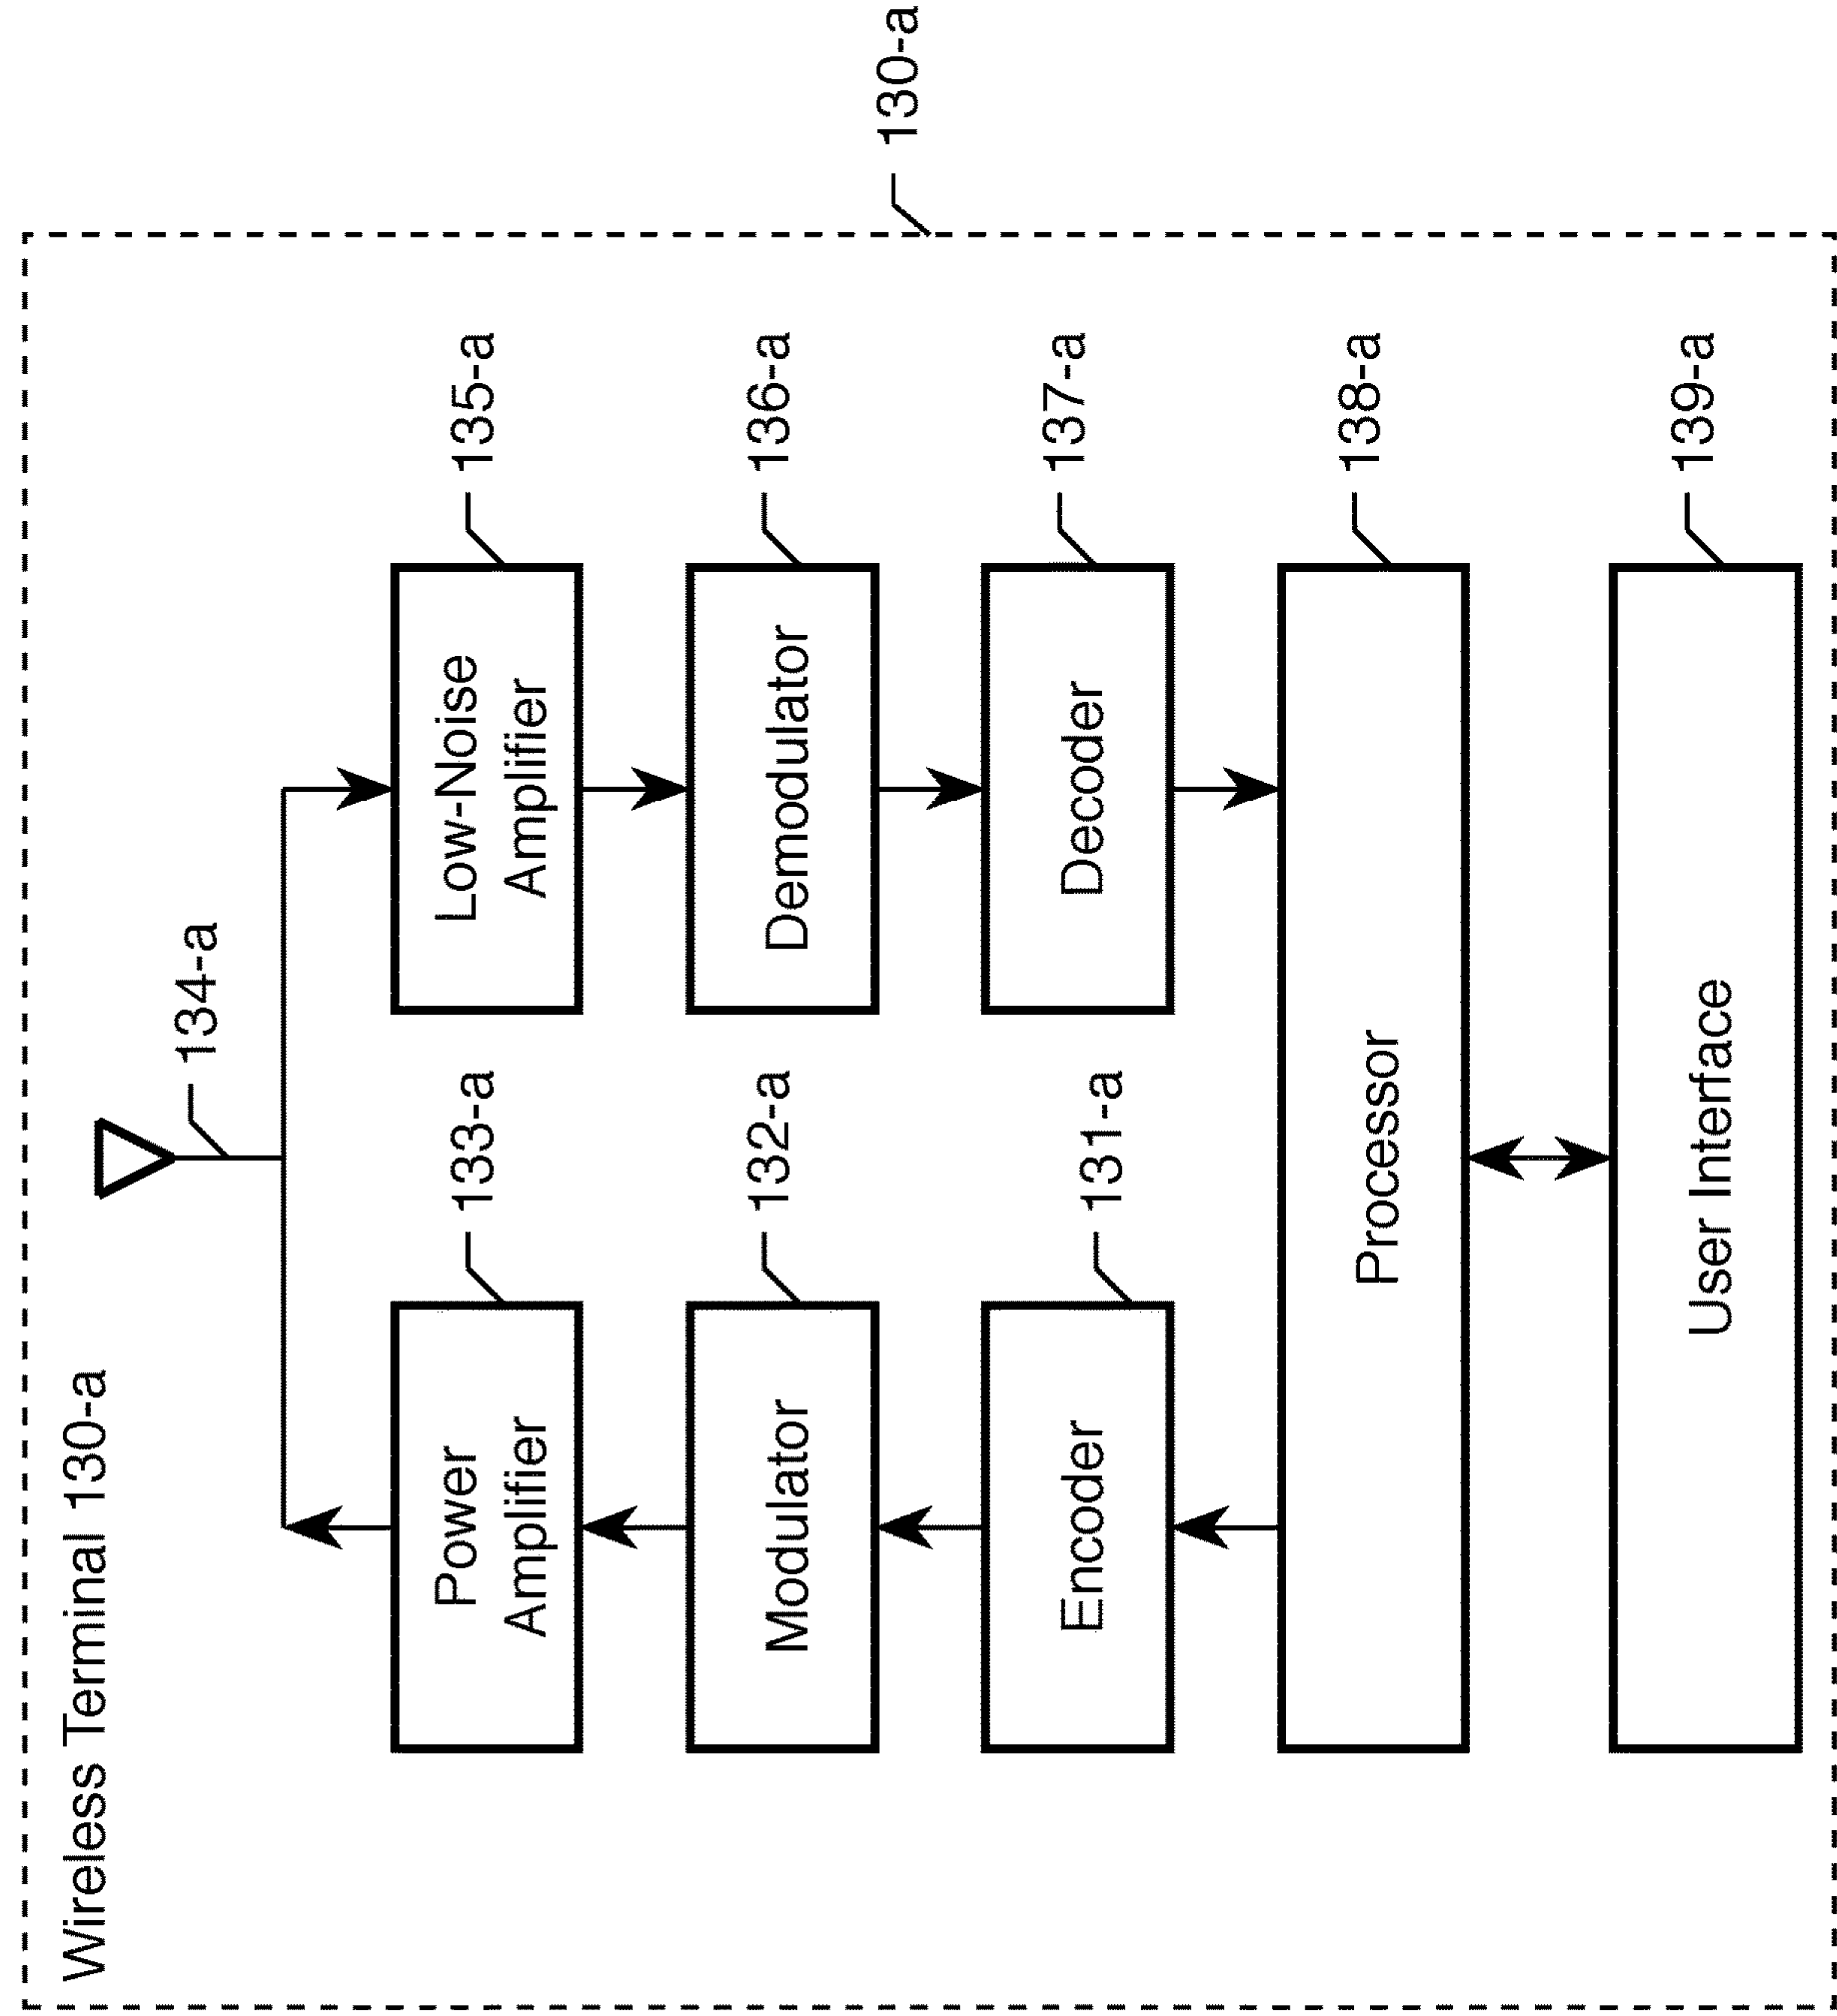 Wireless Terminal 130-a
134-a
133-a
135-a
Power
Amplifier
Low-Noise
Amplifier
132-a
136-a
Modulator
Demodulator
131-a
137-a
Encoder
Decoder
138-a
Processor
139-a
User Interface
130-a